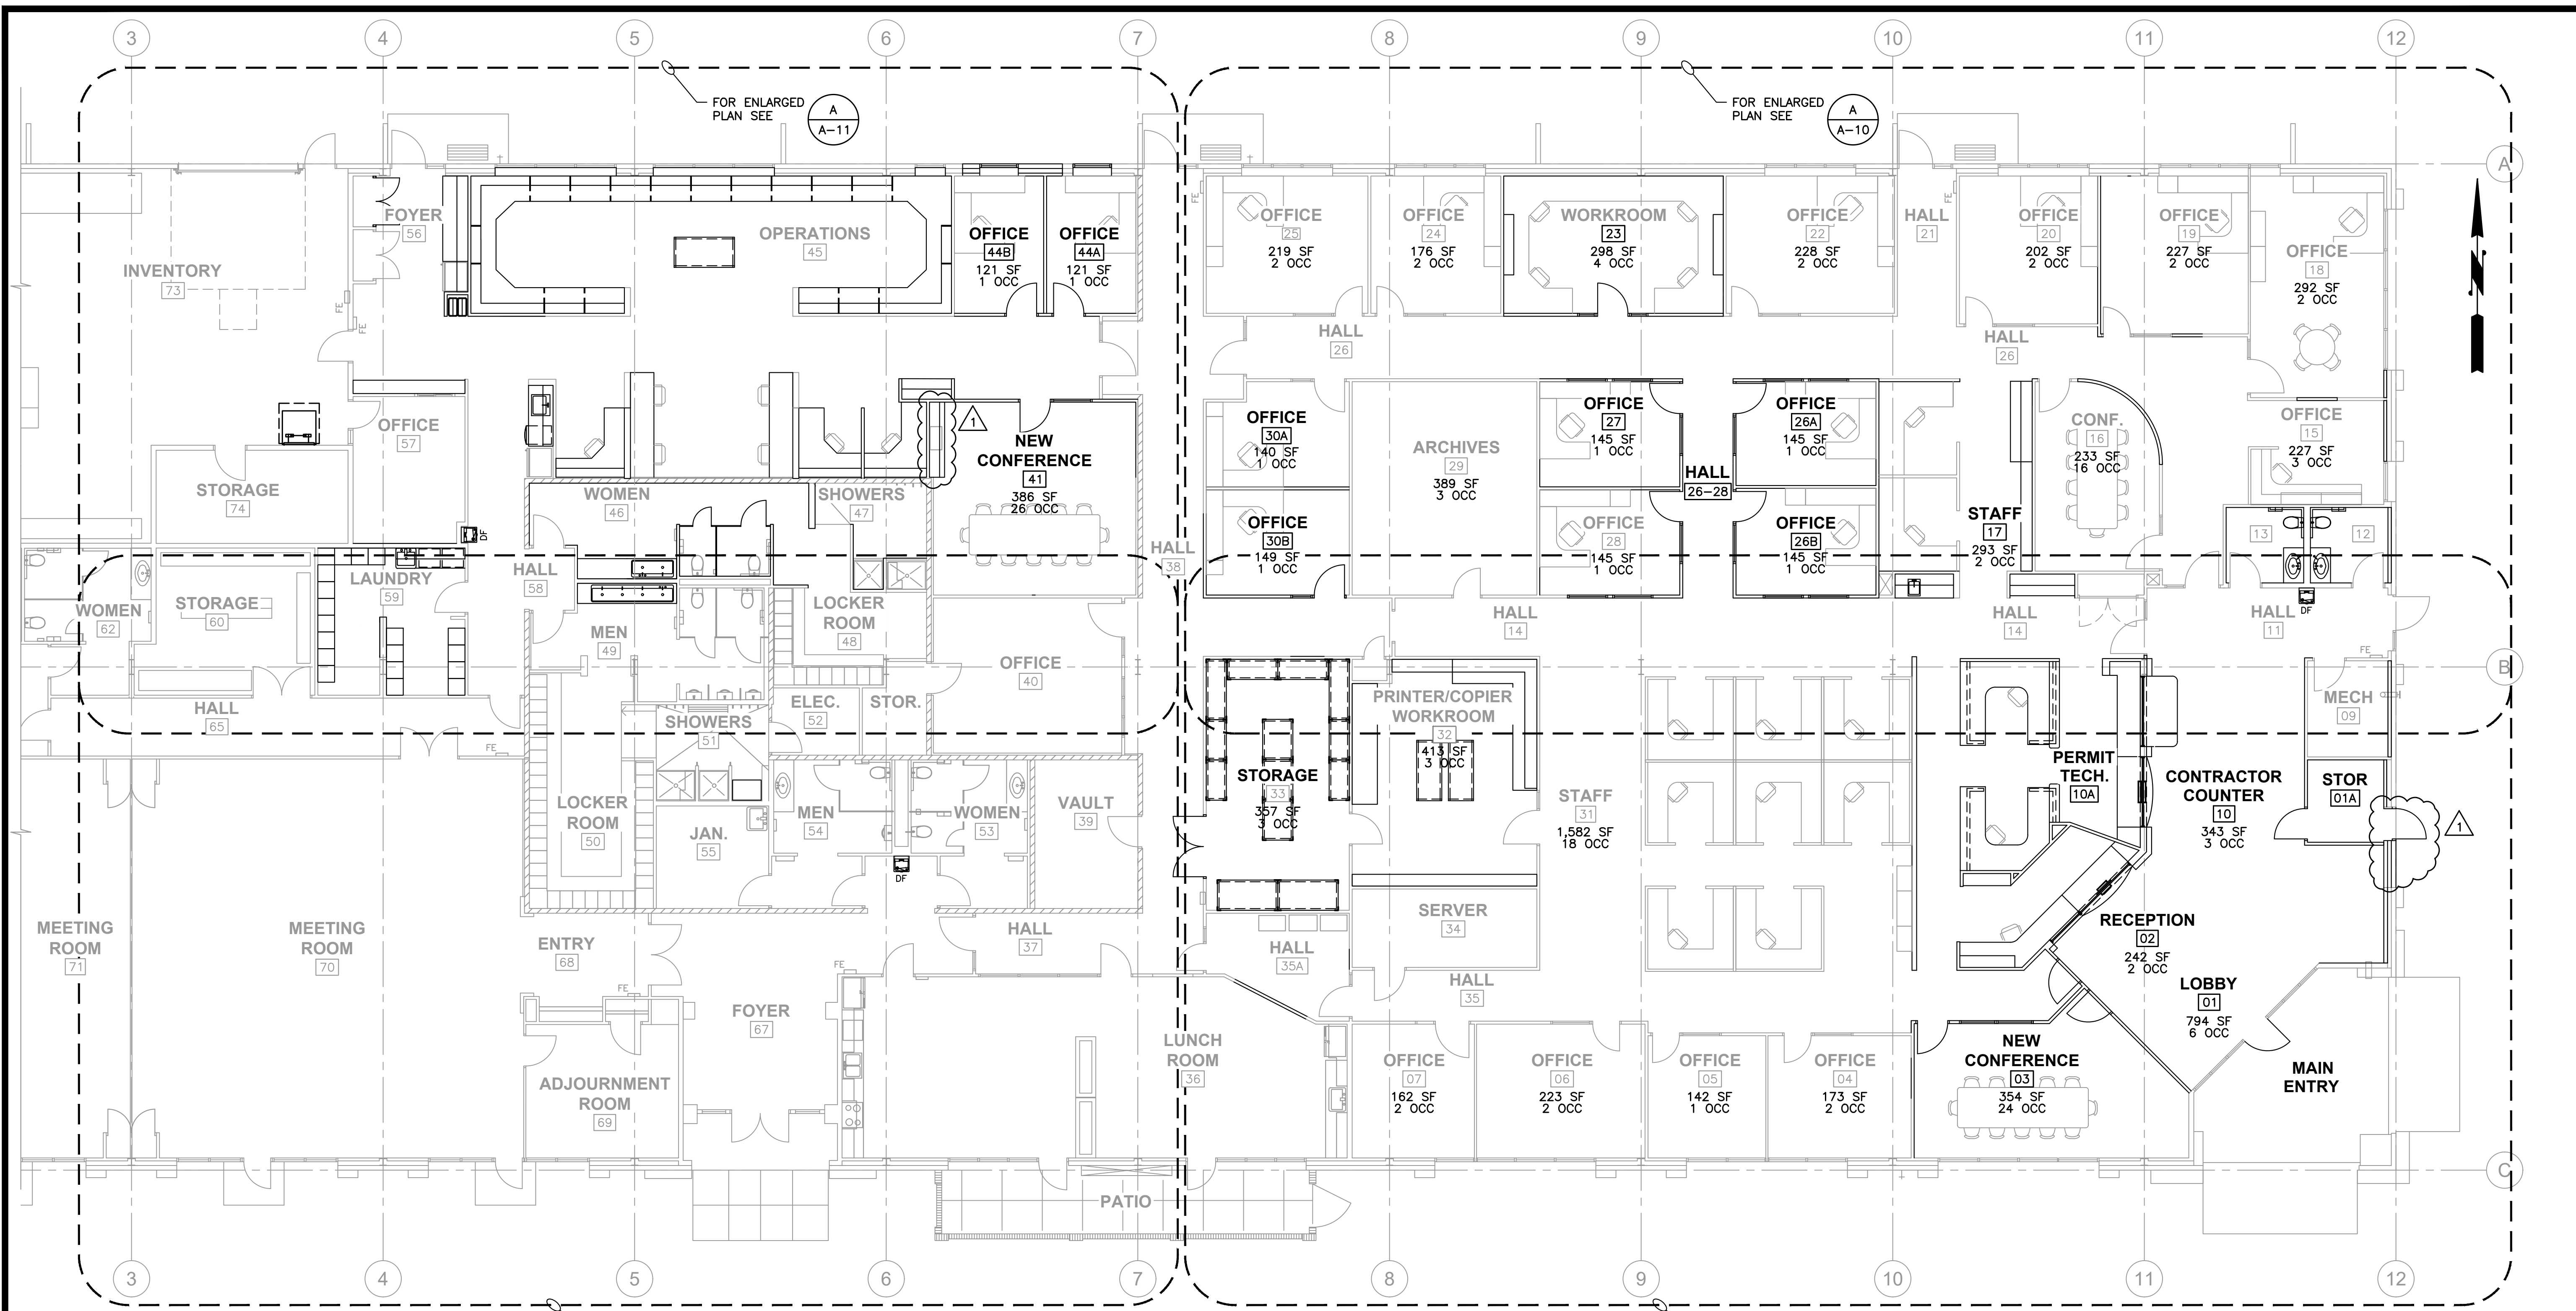 3
4
5
6
7
8
9
10
11
12
FOR ENLARGED
PLAN SEE
A
A-11
FOR ENLARGED
PLAN SEE
A
A-10
A
N
INVENTORY
73
FOYER
56
OPERATIONS
45
OFFICE
44B
121 SF
1 OCC
OFFICE
44A
121 SF
1 OCC
OFFICE
25
219 SF
2 OCC
OFFICE
24
176 SF
2 OCC
WORKROOM
23
298 SF
4 OCC
OFFICE
22
228 SF
2 OCC
HALL
21
OFFICE
20
202 SF
2 OCC
OFFICE
19
227 SF
2 OCC
OFFICE
18
292 SF
2 OCC
FE
FE
FE
FE
HALL
26
HALL
26
OFFICE
57
STORAGE
74
DF
1
NEW
CONFERENCE
41
386 SF
26 OCC
OFFICE
30A
140 SF
1 OCC
ARCHIVES
29
389 SF
3 OCC
OFFICE
27
145 SF
1 OCC
HALL
26-28
OFFICE
26A
145 SF
1 OCC
CONF.
16
233 SF
16 OCC
OFFICE
15
227 SF
3 OCC
WOMEN
46
SHOWERS
47
OFFICE
30B
149 SF
1 OCC
OFFICE
28
145 SF
1 OCC
OFFICE
26B
145 SF
1 OCC
STAFF
17
293 SF
2 OCC
13
12
HALL
38
WOMEN
62
STORAGE
60
LAUNDRY
59
HALL
58
MEN
49
LOCKER
ROOM
48
HALL
14
HALL
14
HALL
11
DF
FE
B
OFFICE
40
HALL
65
FE
SHOWERS
51
ELEC.
52
STOR.
PRINTER/COPIER
WORKROOM
32
413 SF
3 OCC
MECH
09
STORAGE
33
357 SF
3 OCC
STAFF
31
1,582 SF
18 OCC
PERMIT
TECH.
10A
CONTRACTOR
COUNTER
10
343 SF
3 OCC
STOR
01A
1
LOCKER
ROOM
50
JAN.
55
MEN
54
WOMEN
53
VAULT
39
DF
MEETING
ROOM
71
MEETING
ROOM
70
ENTRY
68
HALL
37
HALL
35A
SERVER
34
RECEPTION
02
242 SF
2 OCC
FE
FE
FOYER
67
HALL
35
LOBBY
01
794 SF
6 OCC
LUNCH
ROOM
36
ADJOURNMENT
ROOM
69
OFFICE
07
162 SF
2 OCC
OFFICE
06
223 SF
2 OCC
OFFICE
05
142 SF
1 OCC
OFFICE
04
173 SF
2 OCC
NEW
CONFERENCE
03
354 SF
24 OCC
MAIN
ENTRY
C
PATIO
3
4
5
6
7
8
9
10
11
12